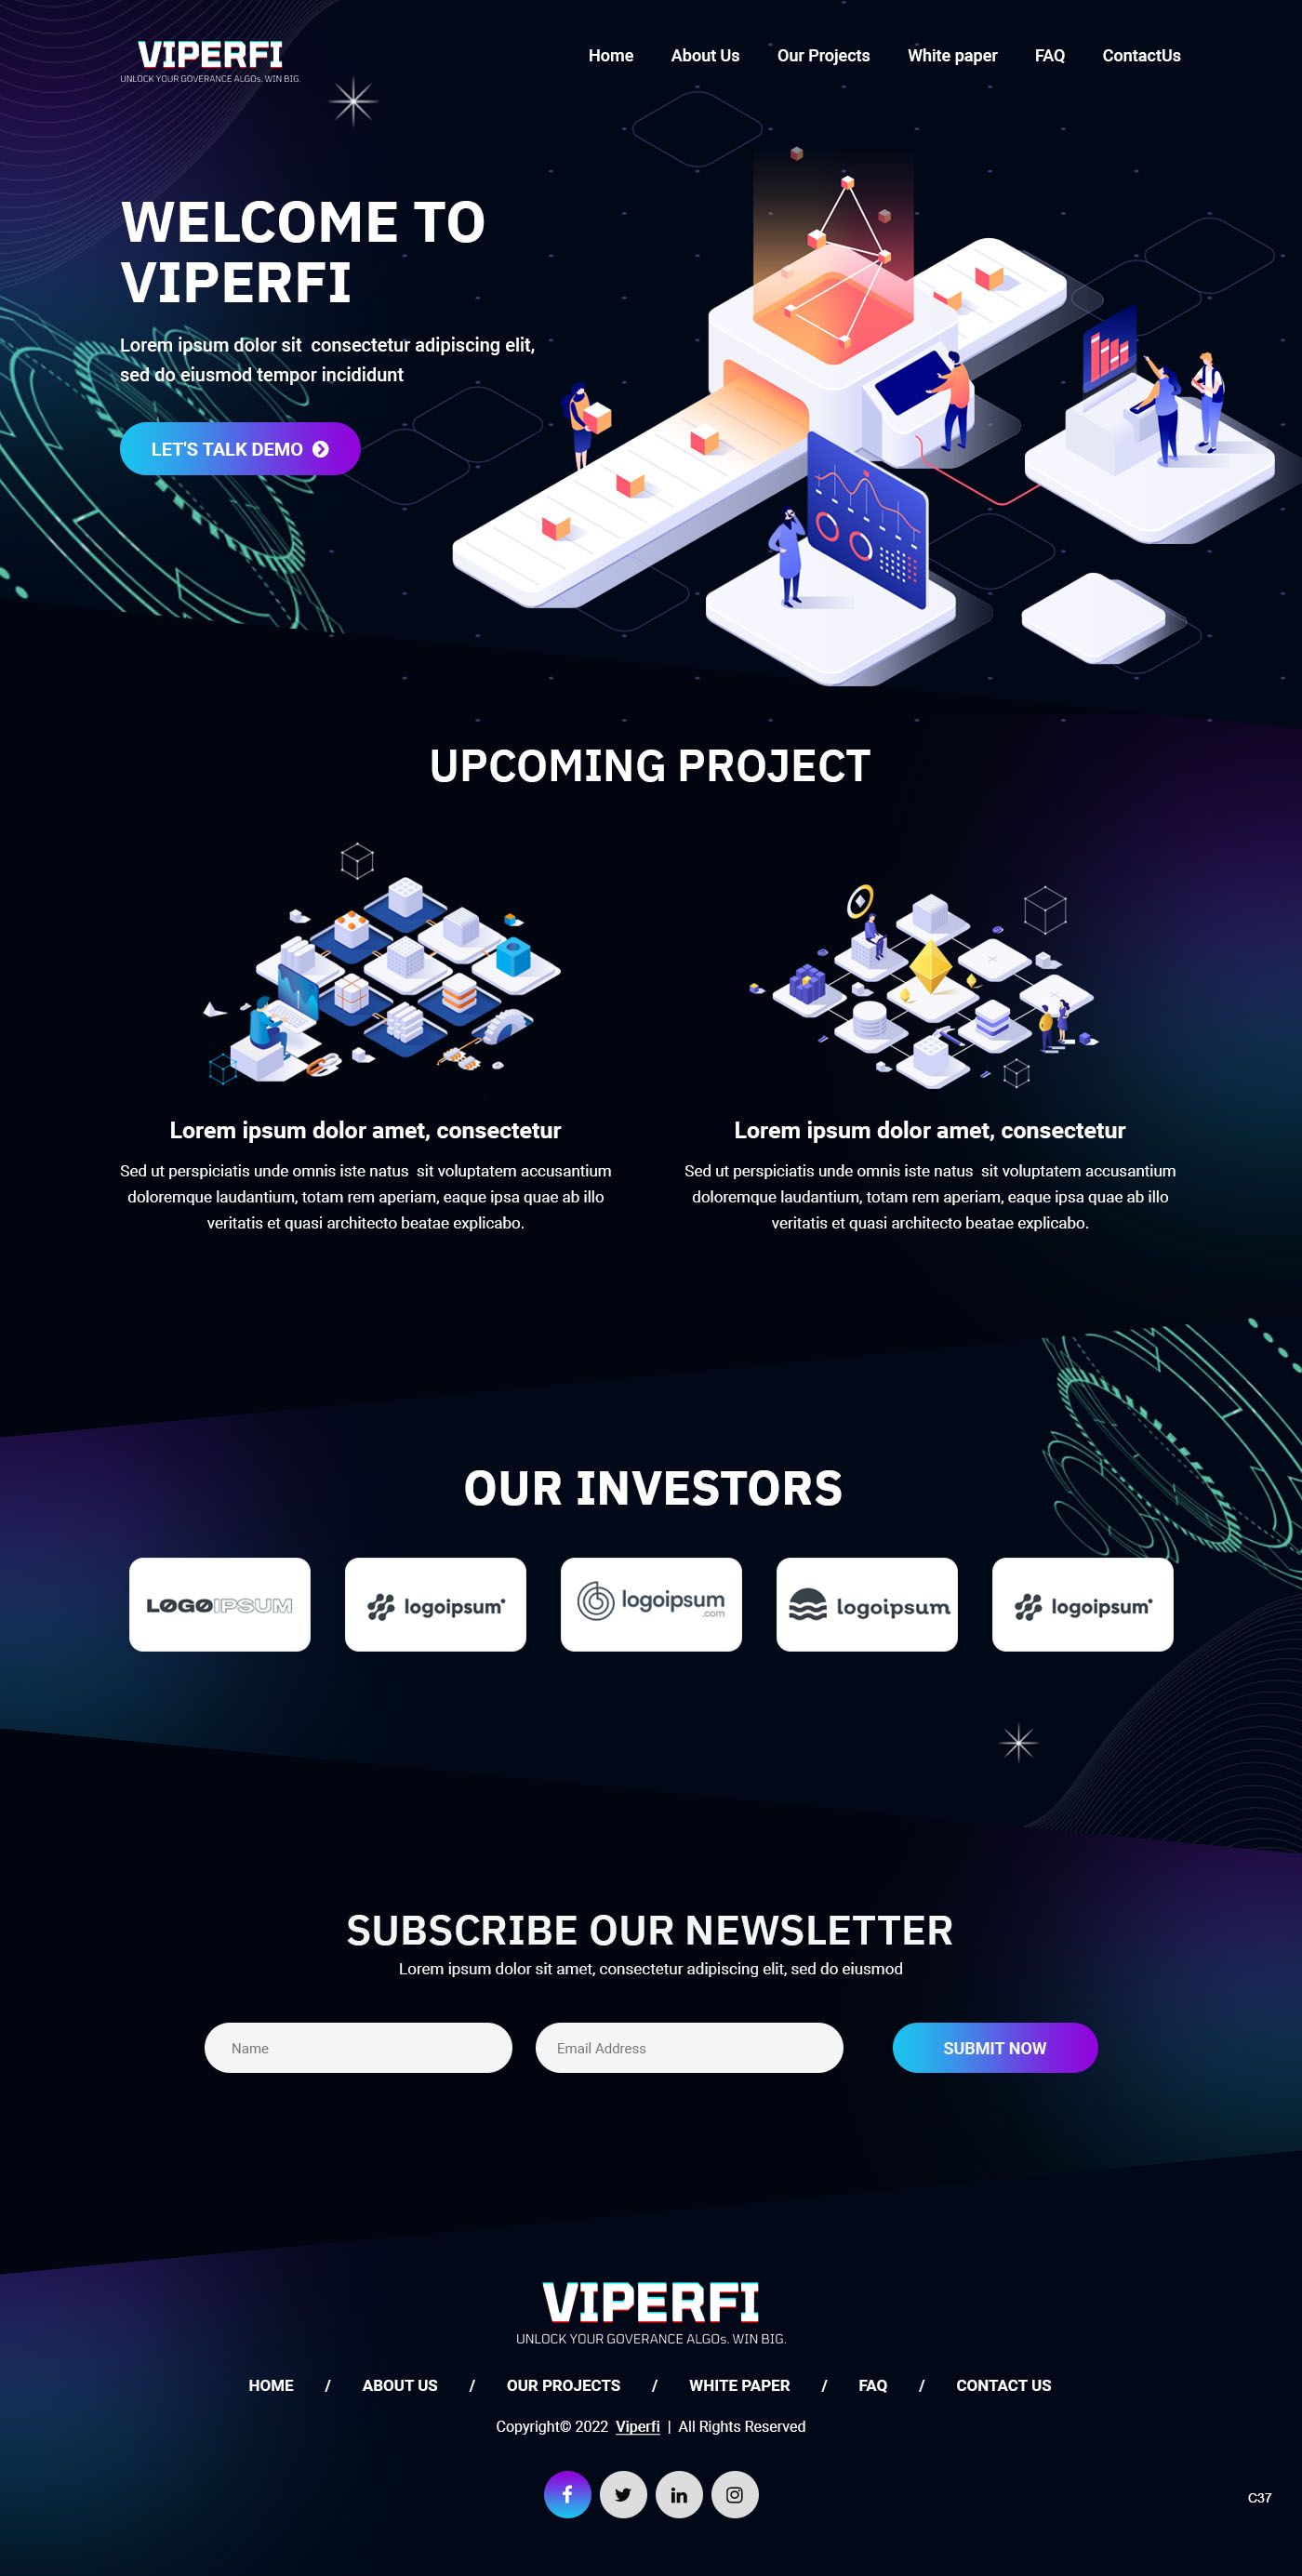 VIPERFI
UNLOCK YOUR GOVERANCE ALGOs. WIN BIG.
Home About Us Our Projects White paper FAQ ContactUs
WELCOME TO
VIPERFI
Lorem ipsum dolor sit  consectetur adipiscing elit,
sed do eiusmod tempor incididunt
LET'S TALK DEMO
UPCOMING PROJECT
Lorem ipsum dolor amet, consectetur
Sed ut perspiciatis unde omnis iste natus  sit voluptatem accusantium
doloremque laudantium, totam rem aperiam, eaque ipsa quae ab illo
veritatis et quasi architecto beatae explicabo.
Lorem ipsum dolor amet, consectetur
Sed ut perspiciatis unde omnis iste natus  sit voluptatem accusantium
doloremque laudantium, totam rem aperiam, eaque ipsa quae ab illo
veritatis et quasi architecto beatae explicabo.
OUR INVESTORS
LOGOIPSUM
logoipsum
logoipsum
.com
logoipsum
logoipsum
SUBSCRIBE OUR NEWSLETTER
Lorem ipsum dolor sit amet, consectetur adipiscing elit, sed do eiusmod
Name Email Address SUBMIT NOW
VIPERFI
UNLOCK YOUR GOVERANCE ALGOs. WIN BIG.
HOME / ABOUT US / OUR PROJECTS / WHITE PAPER / FAQ / CONTACT US
Copyright© 2022 Viperfi | All Rights Reserved
C37